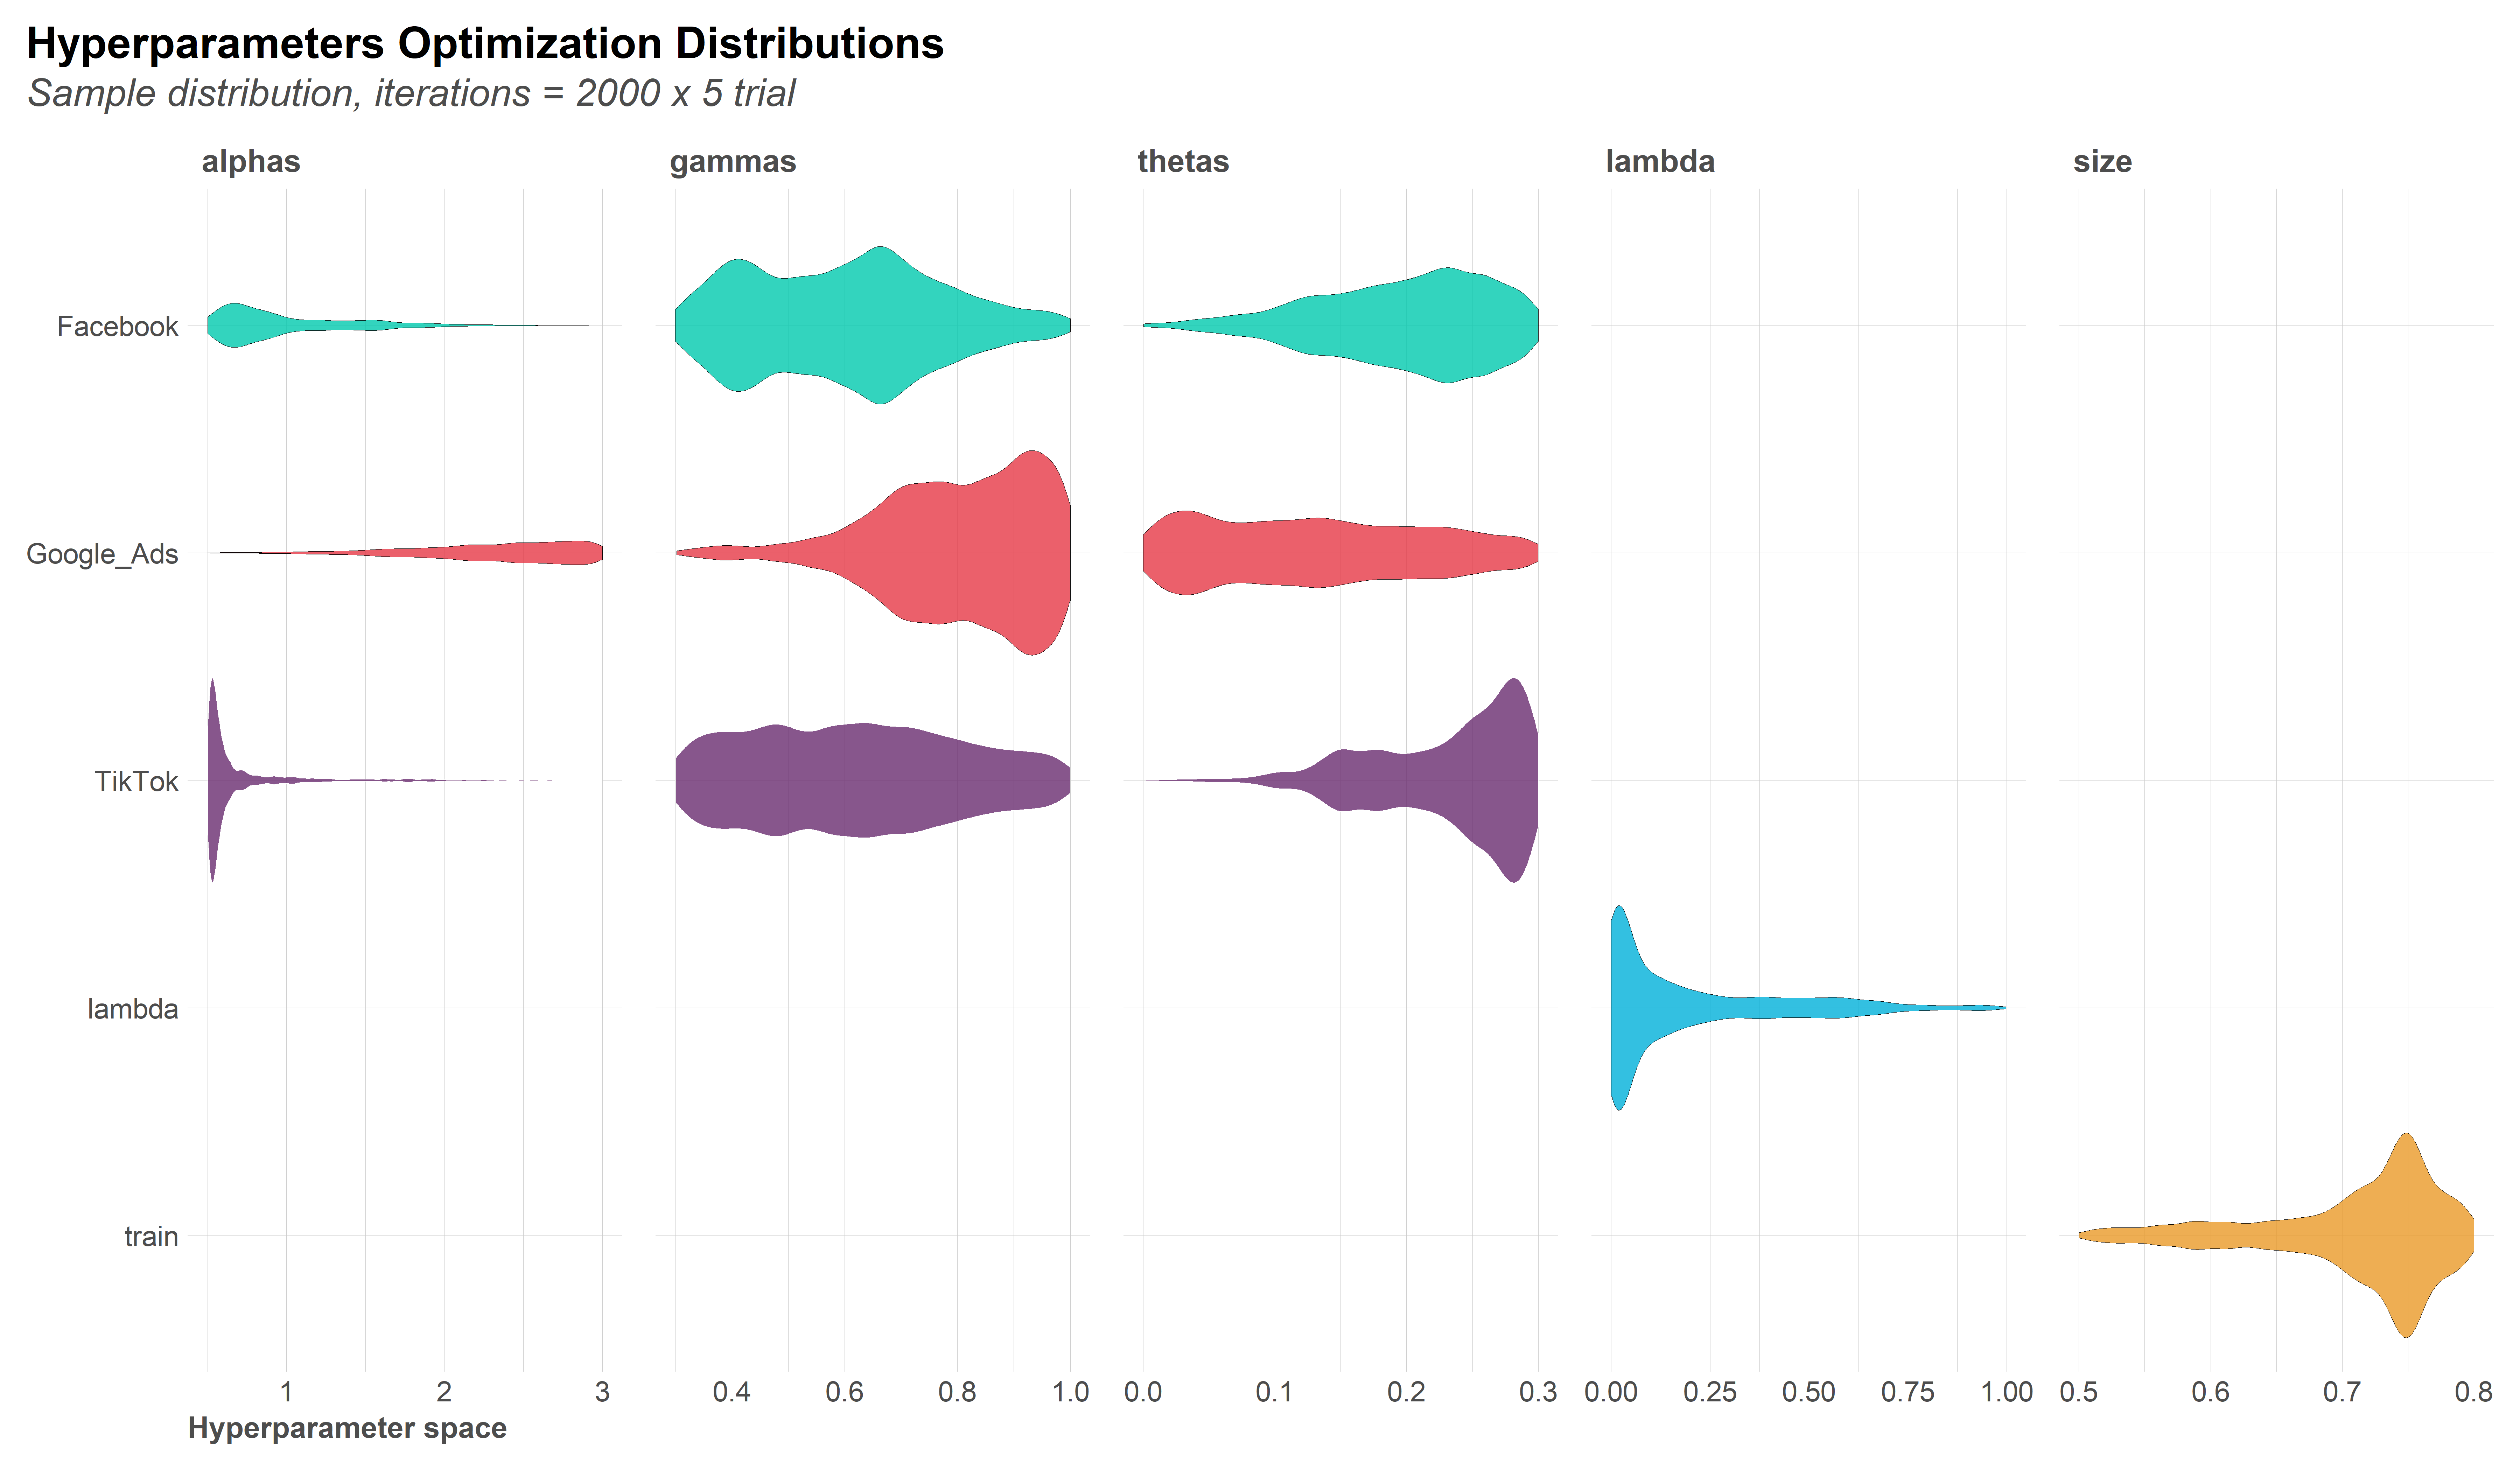 Hyperparameters Optimization Distributions
Sample distribution, iterations = 2000 x 5 trial
alphas gammas thetas lambda size
Facebook
Google_Ads
TikTok
lambda
train
1 2 3 0.4 0.6 0.8 1.0 0.0 0.1 0.2 0.3 0.00 0.25 0.50 0.75 1.00 0.5 0.6 0.7 0.8
Hyperparameter space